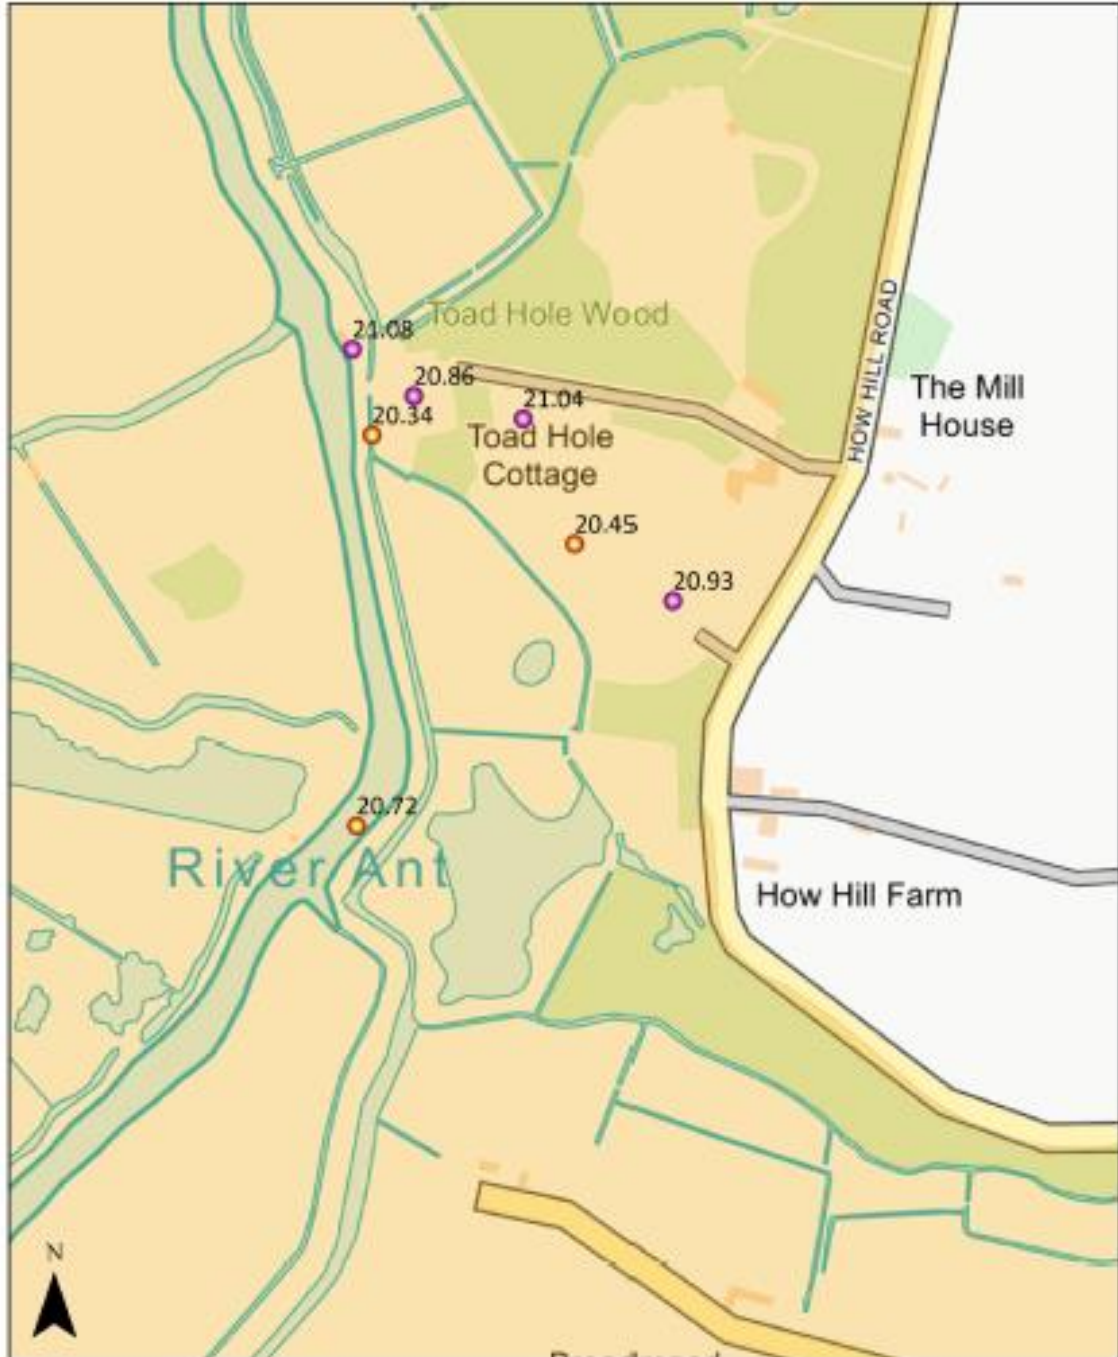 Toad Hole Wood
21.08
20.86
21.04
20.34
Toad Hole
Cottage
HOW HILL ROAD
The Mill
House
20.45
20.93
20.72
River Ant
How Hill Farm
N